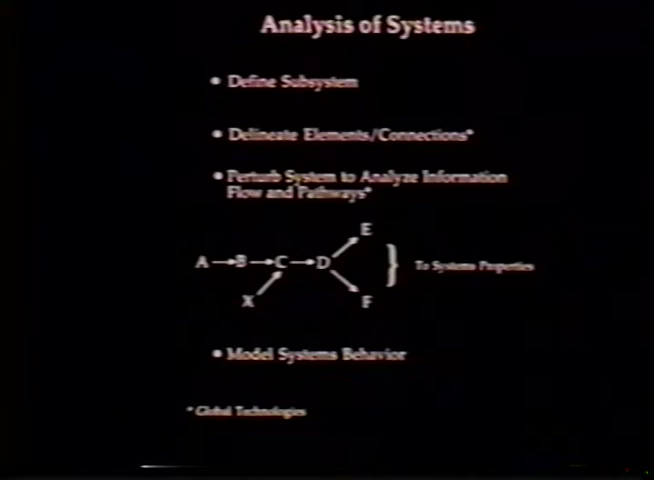 Analysis of Systems
• Define Subsystem
• Delineate Elements/Connections*
• Perturb System to Analyze Information
Flow and Pathways*
E
A → B → C → D } To Systems Properties
X F
• Model Systems Behavior
* Global Technologies